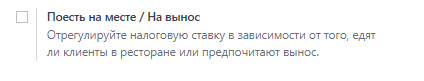 Поесть на месте / На вынос
Отрегулируйте налоговую ставку в зависимости от того, едят
ли клиенты в ресторане или предпочитают вынос.